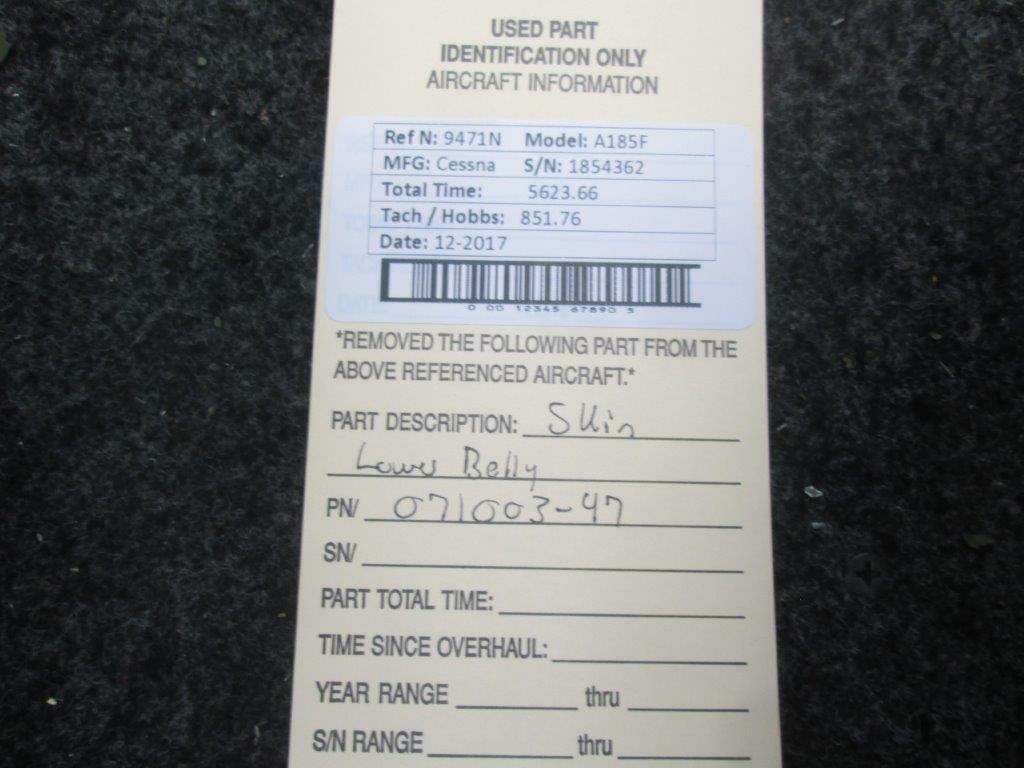 USED PART
IDENTIFICATION ONLY
AIRCRAFT INFORMATION
Ref N: 9471N Model: A185F
MFG: Cessna S/N: 1854362
Total Time: 5623.66
Tach / Hobbs: 851.76
Date: 12-2017
0 00 12345 67890 5
*REMOVED THE FOLLOWING PART FROM THE
ABOVE REFERENCED AIRCRAFT.*
PART DESCRIPTION: Skin
Lower Belly
PN/ 071003-47
SN/
PART TOTAL TIME:
TIME SINCE OVERHAUL:
YEAR RANGE thru
S/N RANGE thru